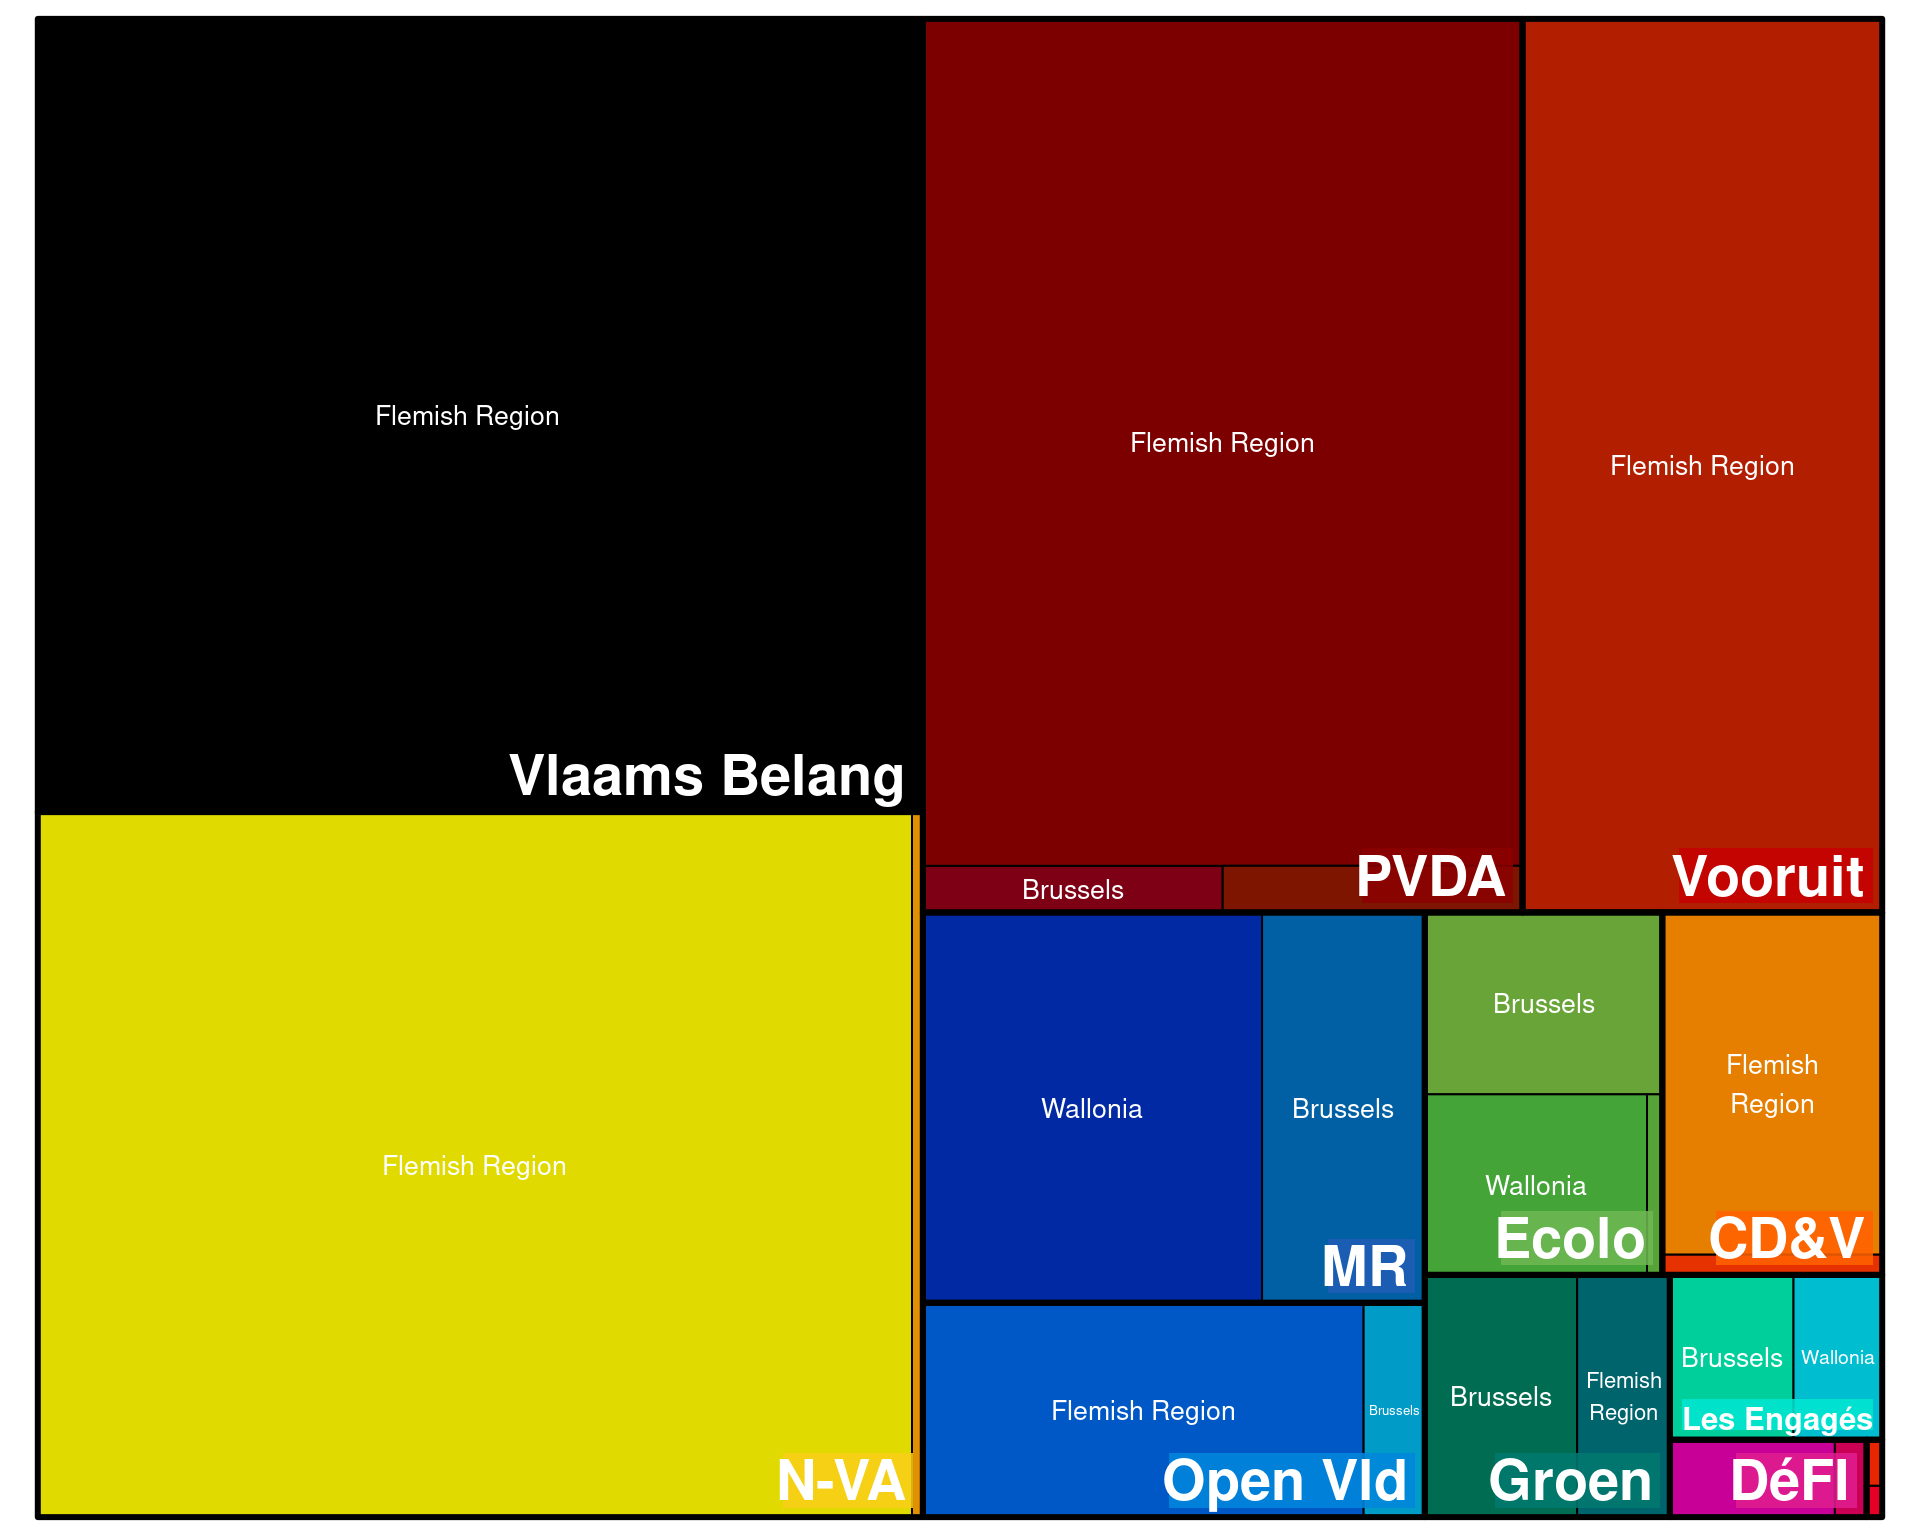 Flemish Region
Vlaams Belang
Flemish Region
N-VA
Flemish Region
Brussels
PVDA
Flemish Region
Vooruit
Wallonia
Brussels
MR
Flemish Region
Brussels
Open Vld
Brussels
Wallonia
Ecolo
Flemish
Region
CD&V
Brussels
Flemish
Region
Groen
Brussels
Wallonia
Les Engagés
DéFI